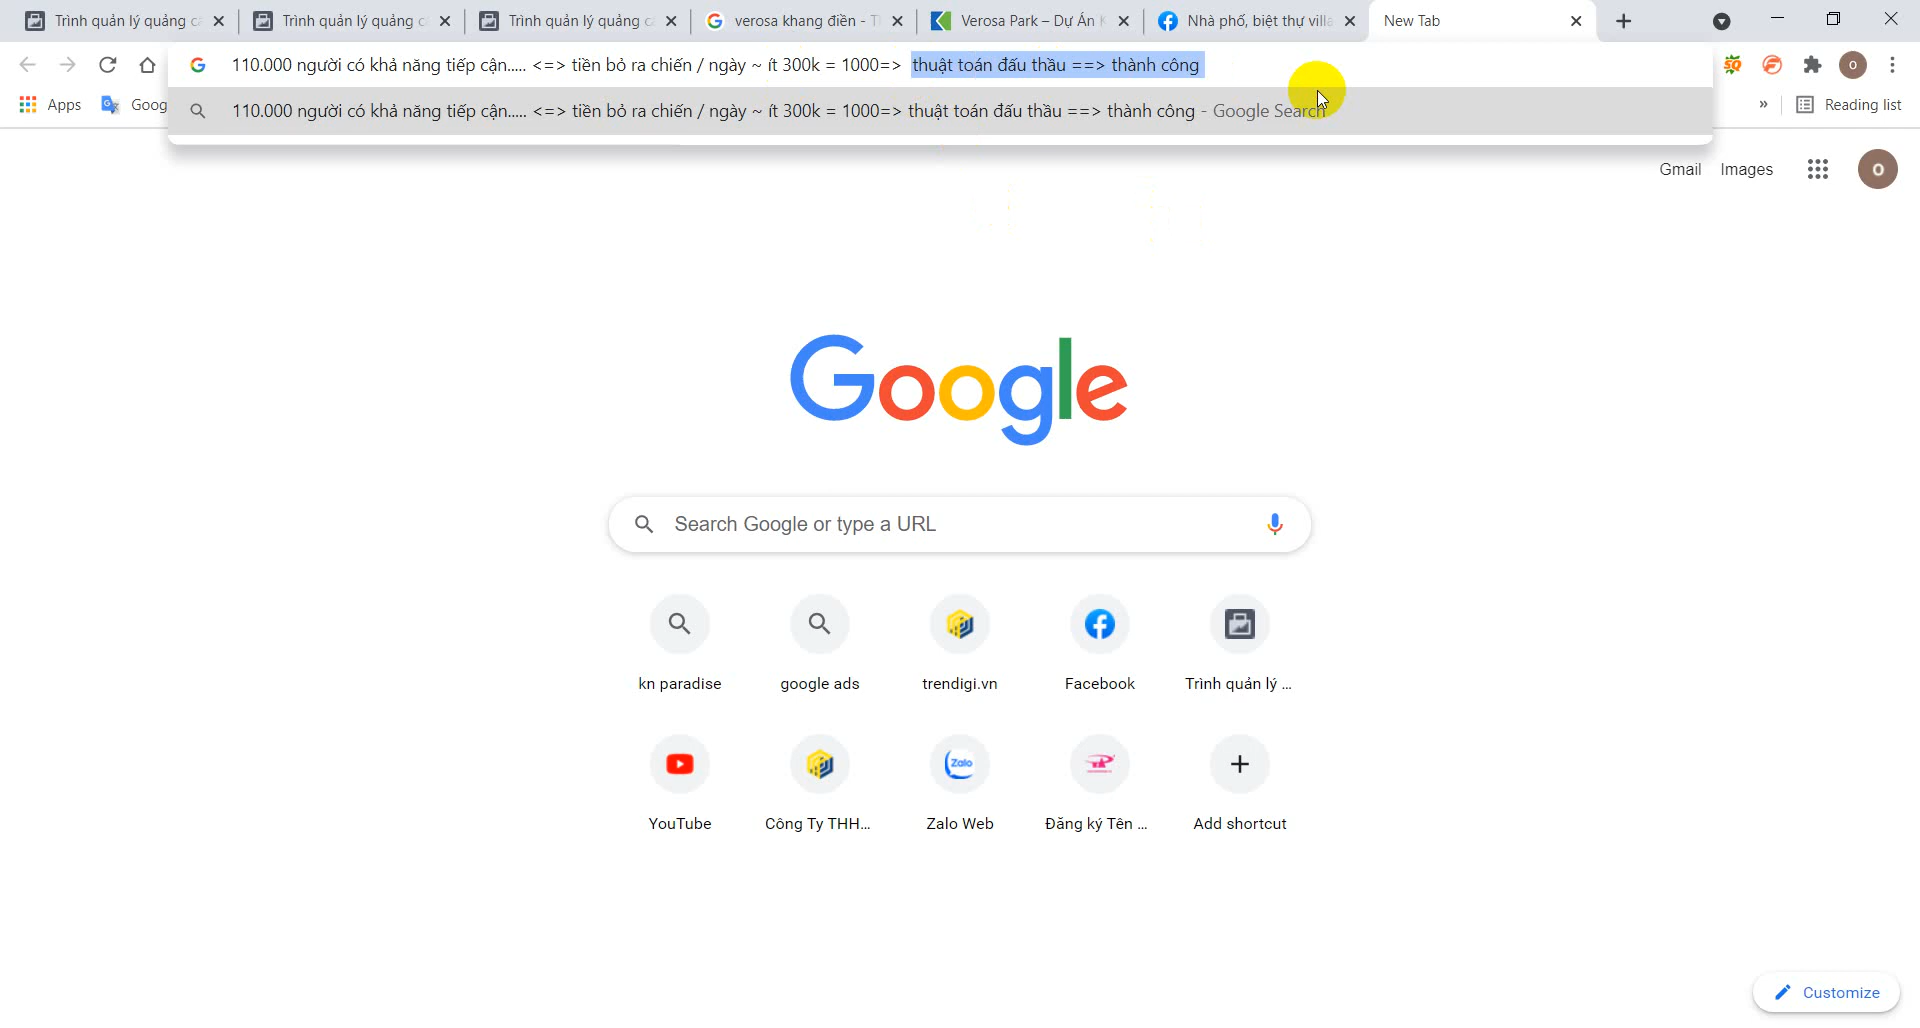 Trình quản lý quảng c
Trình quản lý quảng c
Trình quản lý quảng c
verosa khang điền - T
Verosa Park – Dự Án K
Nhà phố, biệt thự villa
New Tab
110.000 người có khả năng tiếp cận..... <=> tiền bỏ ra chiến / ngày ~ ít 300k = 1000=> thuật toán đấu thầu ==> thành công
O
Apps
Goog
110.000 người có khả năng tiếp cận..... <=> tiền bỏ ra chiến / ngày ~ ít 300k = 1000=> thuật toán đấu thầu ==> thành công - Google Search
» Reading list
Gmail Images
O
Google
Search Google or type a URL
kn paradise
google ads
trendigi.vn
Facebook
Trình quản lý ...
Zalo
YouTube
Công Ty THH...
Zalo Web
Đăng ký Tên ...
Add shortcut
Customize